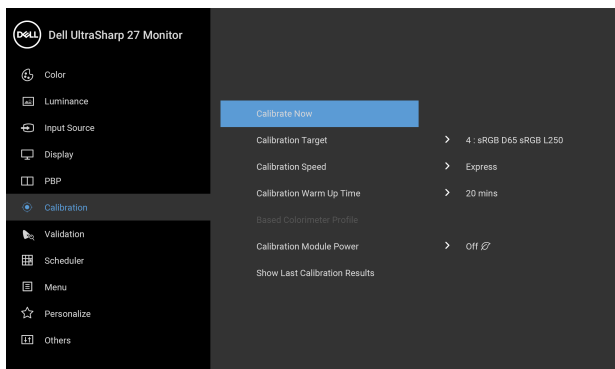 DELL Dell UltraSharp 27 Monitor
Color
Luminance
Input Source
Display
PBP
Calibration
Validation
Scheduler
Menu
Personalize
Others
Calibrate Now
Calibration Target 4 : sRGB D65 sRGB L250
Calibration Speed Express
Calibration Warm Up Time 20 mins
Based Colorimeter Profile
Calibration Module Power Off
Show Last Calibration Results